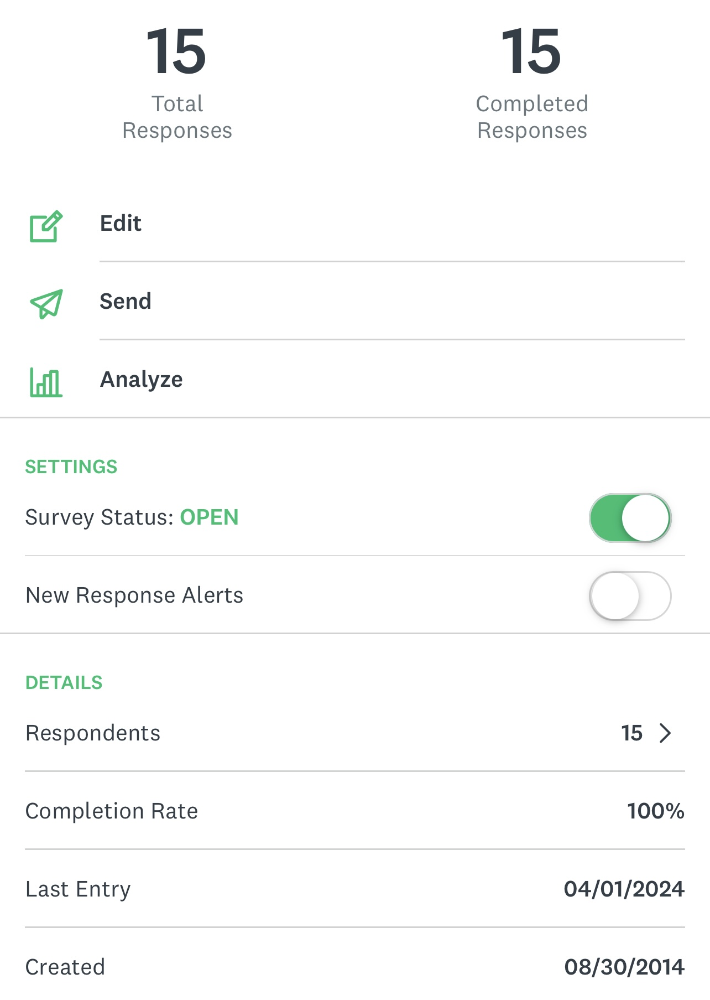 15
Total
Responses
15
Completed
Responses
Edit
Send
Analyze
SETTINGS
Survey Status: OPEN
New Response Alerts
DETAILS
Respondents 15
Completion Rate 100%
Last Entry 04/01/2024
Created 08/30/2014